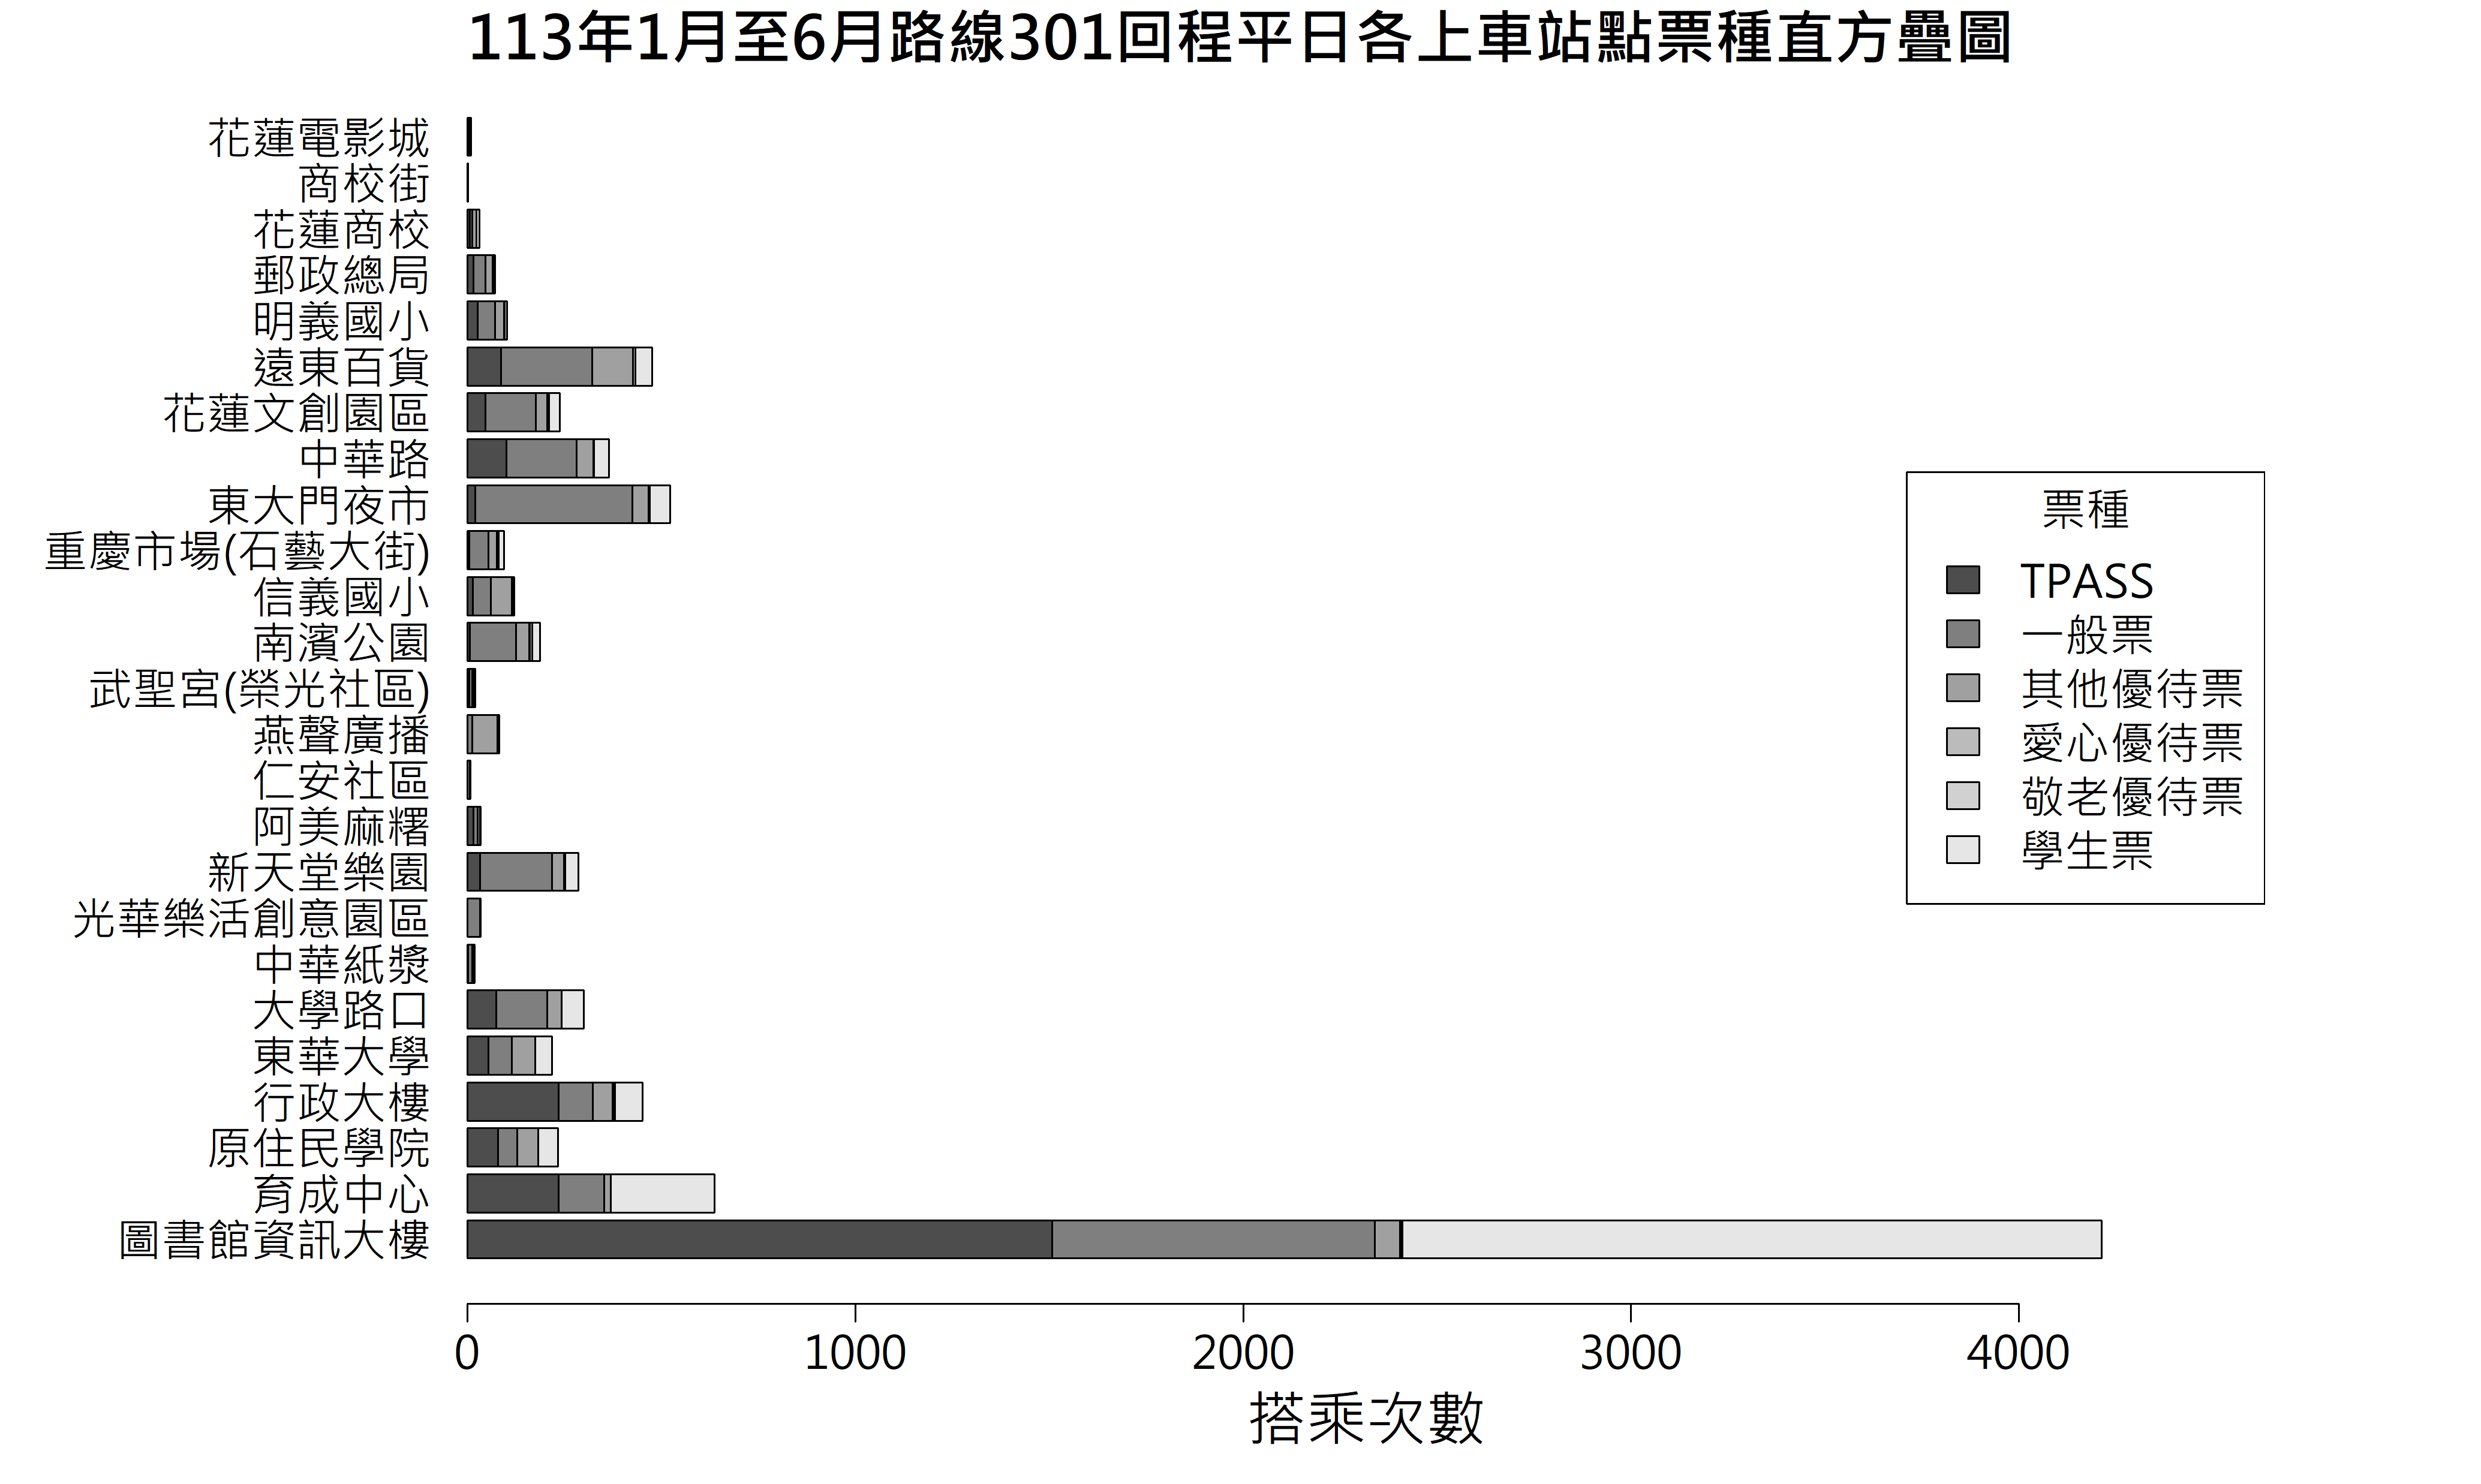 113年1月至6月路線301回程平日各上車站點票種直方疊圖
花蓮電影城
商校街
花蓮商校
郵政總局
明義國小
遠東百貨
花蓮文創園區
中華路
東大門夜市
重慶市場(石藝大街)
信義國小
南濱公園
武聖宮(榮光社區)
燕聲廣播
仁安社區
阿美麻糬
新天堂樂園
光華樂活創意園區
中華紙漿
大學路口
東華大學
行政大樓
原住民學院
育成中心
圖書館資訊大樓
票種
TPASS
一般票
其他優待票
愛心優待票
敬老優待票
學生票
0 1000 2000 3000 4000
搭乘次數